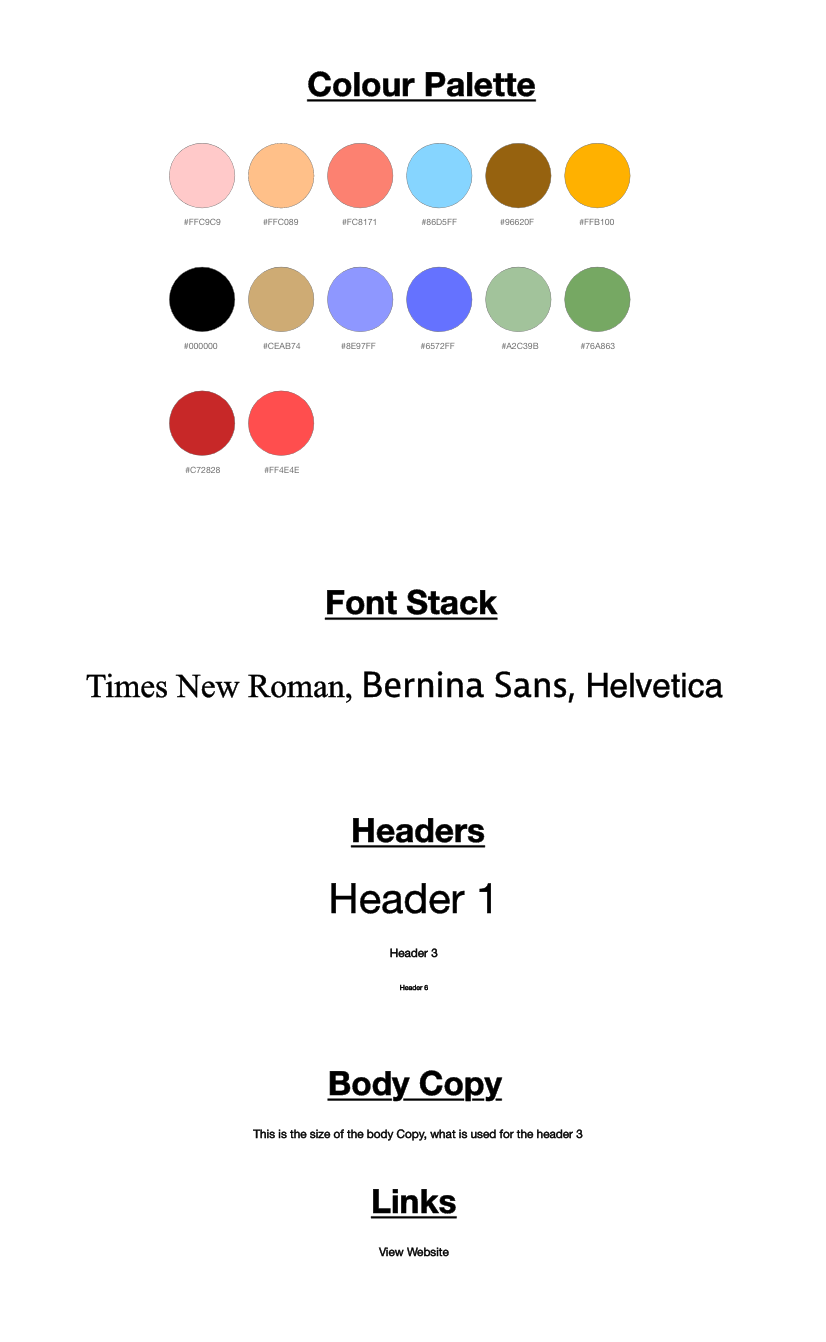 Colour Palette
#FFC9C9 #FFC089 #FC8171 #86D5FF #96620F #FFB100
#000000 #CEAB74 #8E97FF #6572FF #A2C39B #76A863
#C72828 #FF4E4E
Font Stack
Times New Roman, Bernina Sans, Helvetica
Headers
Header 1
Header 3
Header 6
Body Copy
This is the size of the body Copy, what is used for the header 3
Links
View Website